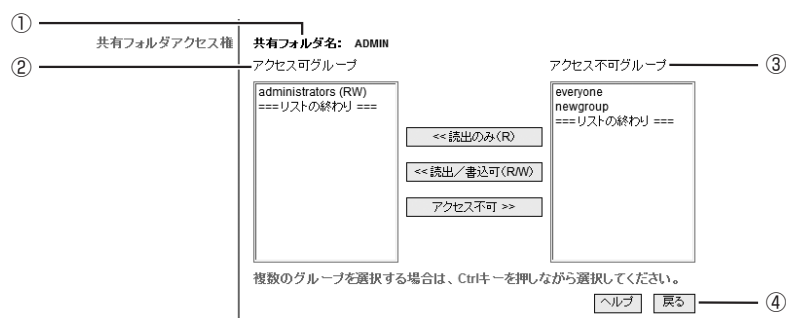 ①
共有フォルダアクセス権
共有フォルダ名： ADMIN
②
アクセス可グループ
アクセス不可グループ
③
administrators (RW)
===リストの終わり ===
everyone
newgroup
===リストの終わり ===
<< 読出のみ(R)
<< 読出／書込可(R/W)
アクセス不可 >>
複数のグループを選択する場合は、Ctrlキーを押しながら選択してください。
ヘルプ
戻る
④